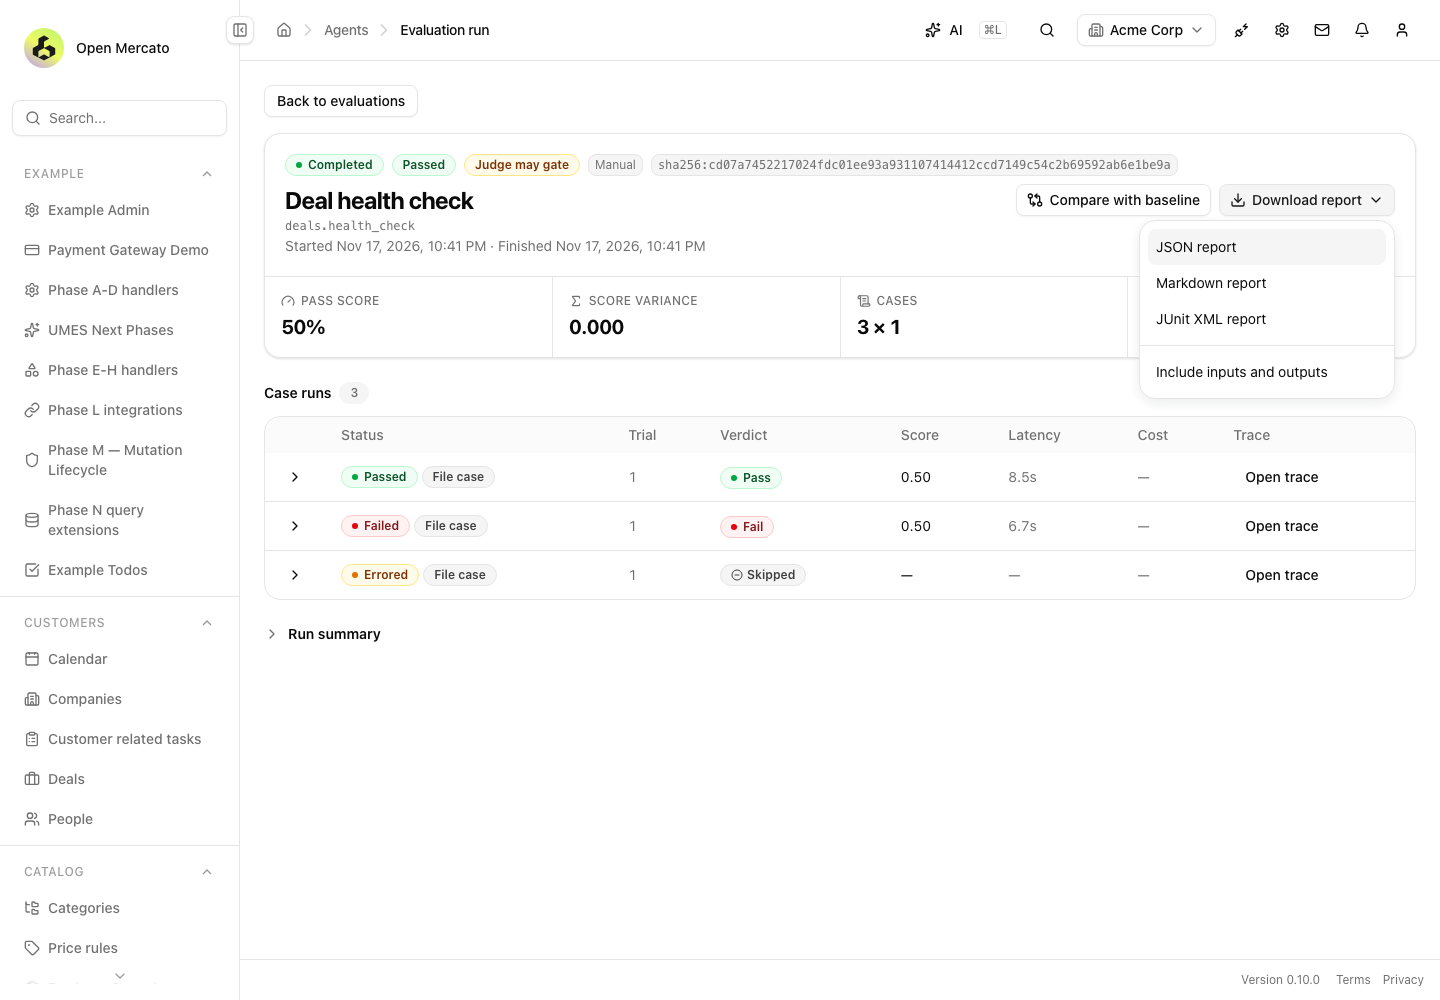 Open Mercato
Agents
Evaluation run
AI
⌘L
Acme Corp
Search...
EXAMPLE
Example Admin
Payment Gateway Demo
Phase A-D handlers
UMES Next Phases
Phase E-H handlers
Phase L integrations
Phase M — Mutation
Lifecycle
Phase N query
extensions
Example Todos
CUSTOMERS
Calendar
Companies
Customer related tasks
Deals
People
CATALOG
Categories
Price rules
Back to evaluations
Completed
Passed
Judge may gate
Manual
sha256:cd07a7452217024fdc01ee93a931107414412ccd7149c54c2b69592ab6e1be9a
Deal health check
Compare with baseline
Download report
deals.health_check
Started Nov 17, 2026, 10:41 PM · Finished Nov 17, 2026, 10:41 PM
JSON report
Markdown report
JUnit XML report
Include inputs and outputs
PASS SCORE
50%
SCORE VARIANCE
0.000
CASES
3 × 1
Case runs 3
Status Trial Verdict Score Latency Cost Trace
Passed File case 1 Pass 0.50 8.5s — Open trace
Failed File case 1 Fail 0.50 6.7s — Open trace
Errored File case 1 Skipped — — — Open trace
Run summary
Version 0.10.0 Terms Privacy